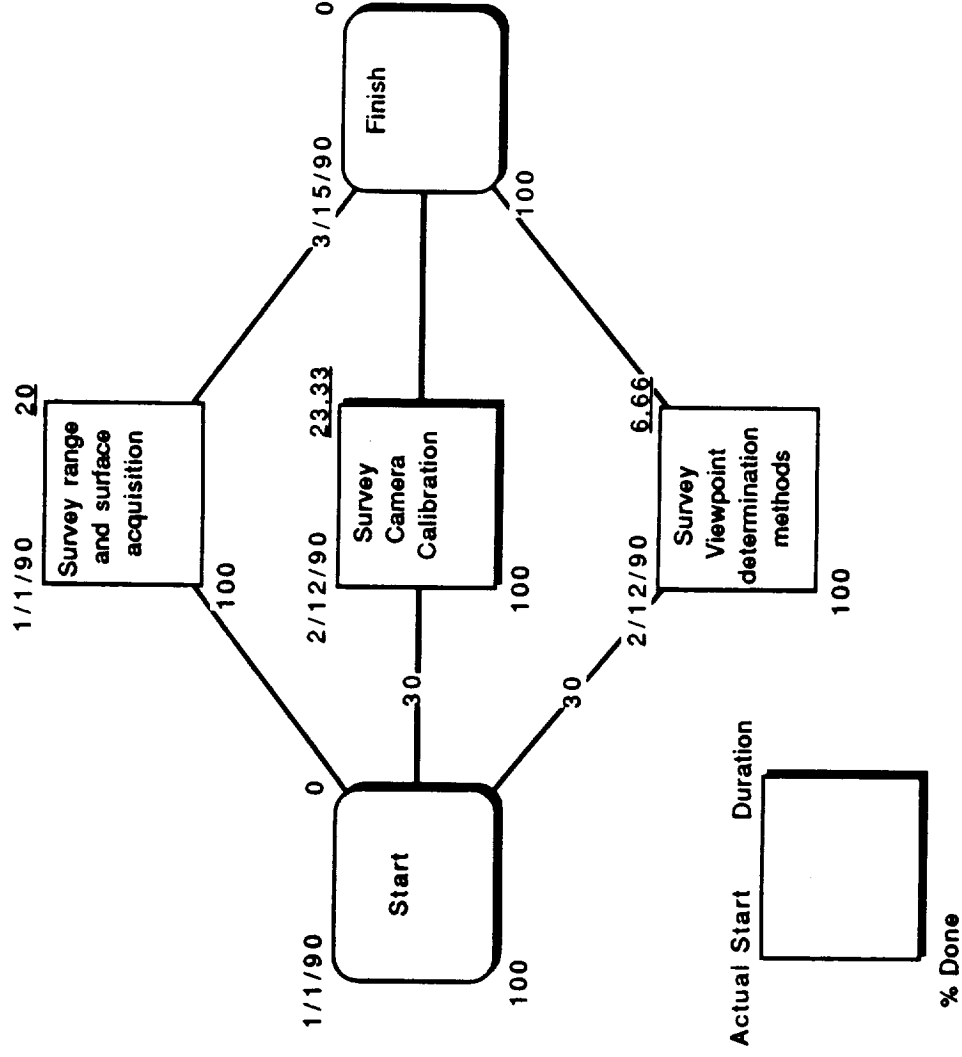 1/1/90
0
Start
100
30
30
1/1/90
20
Survey range
and surface
acquisition
100
2/12/90
23.33
Survey
Camera
Calibration
100
2/12/90
6.66
Survey
Viewpoint
determination
methods
100
3/15/90
0
Finish
100
Actual Start
Duration
% Done